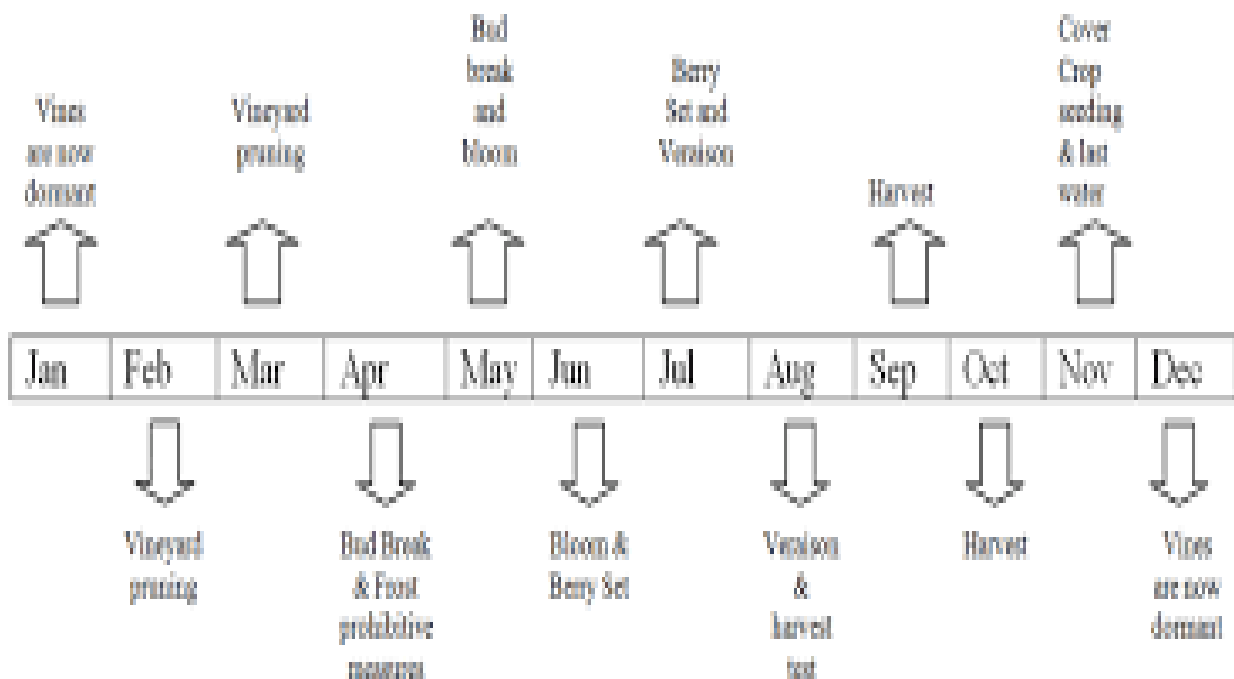 Vines
are now
dormant
Vineyard
pruning
Bud
break
and
bloom
Berry
Set and
Veraison
Harvest
Cover
Crop
seeding
& last
water
Jan Feb Mar Apr May Jun Jul Aug Sep Oct Nov Dec
Vineyard
pruning
Bud Break
& Frost
prohibitive
measures
Bloom &
Berry Set
Veraison
&
harvest
test
Harvest
Vines
are now
dormant